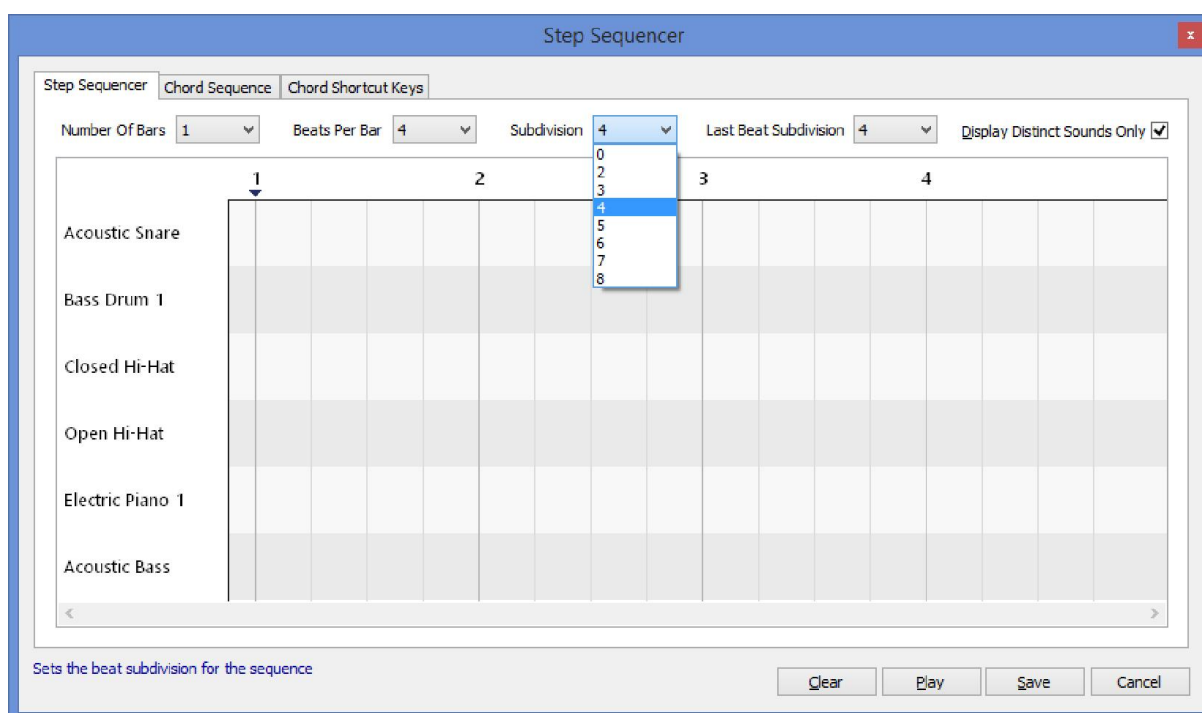 Step Sequencer
x
Step Sequencer Chord Sequence Chord Shortcut Keys
Number Of Bars 1 Beats Per Bar 4 Subdivision 4 Last Beat Subdivision 4 Display Distinct Sounds Only
0
2
3
4
5
6
7
8
1 2 3 4
Acoustic Snare
Bass Drum 1
Closed Hi-Hat
Open Hi-Hat
Electric Piano 1
Acoustic Bass
Sets the beat subdivision for the sequence
Clear Play Save Cancel